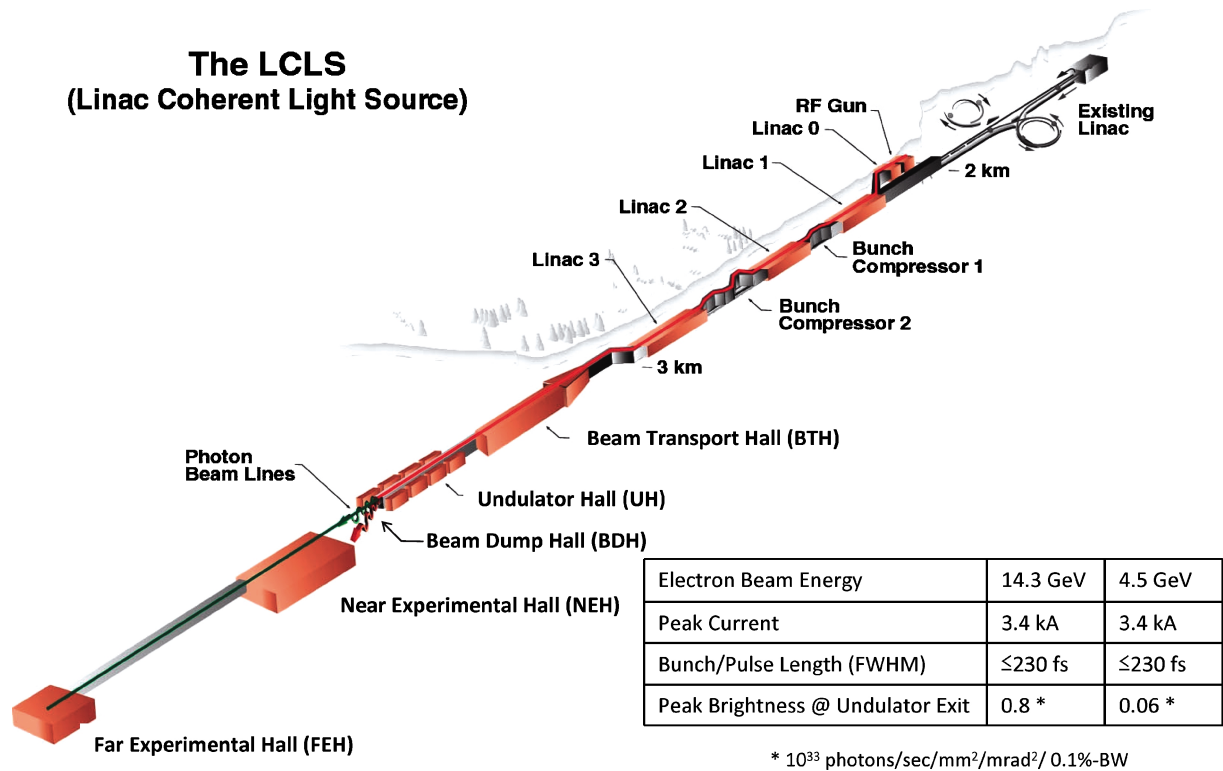 The LCLS
(Linac Coherent Light Source)
RF Gun
Linac 0
Existing
Linac
Linac 1
2 km
Linac 2
Bunch
Compressor 1
Linac 3
Bunch
Compressor 2
3 km
Beam Transport Hall (BTH)
Photon
Beam Lines
Undulator Hall (UH)
Beam Dump Hall (BDH)
Near Experimental Hall (NEH)
Far Experimental Hall (FEH)
Electron Beam Energy 14.3 GeV 4.5 GeV
Peak Current 3.4 kA 3.4 kA
Bunch/Pulse Length (FWHM) ≤230 fs ≤230 fs
Peak Brightness @ Undulator Exit 0.8 * 0.06 *
* 10³³ photons/sec/mm²/mrad²/ 0.1%-BW